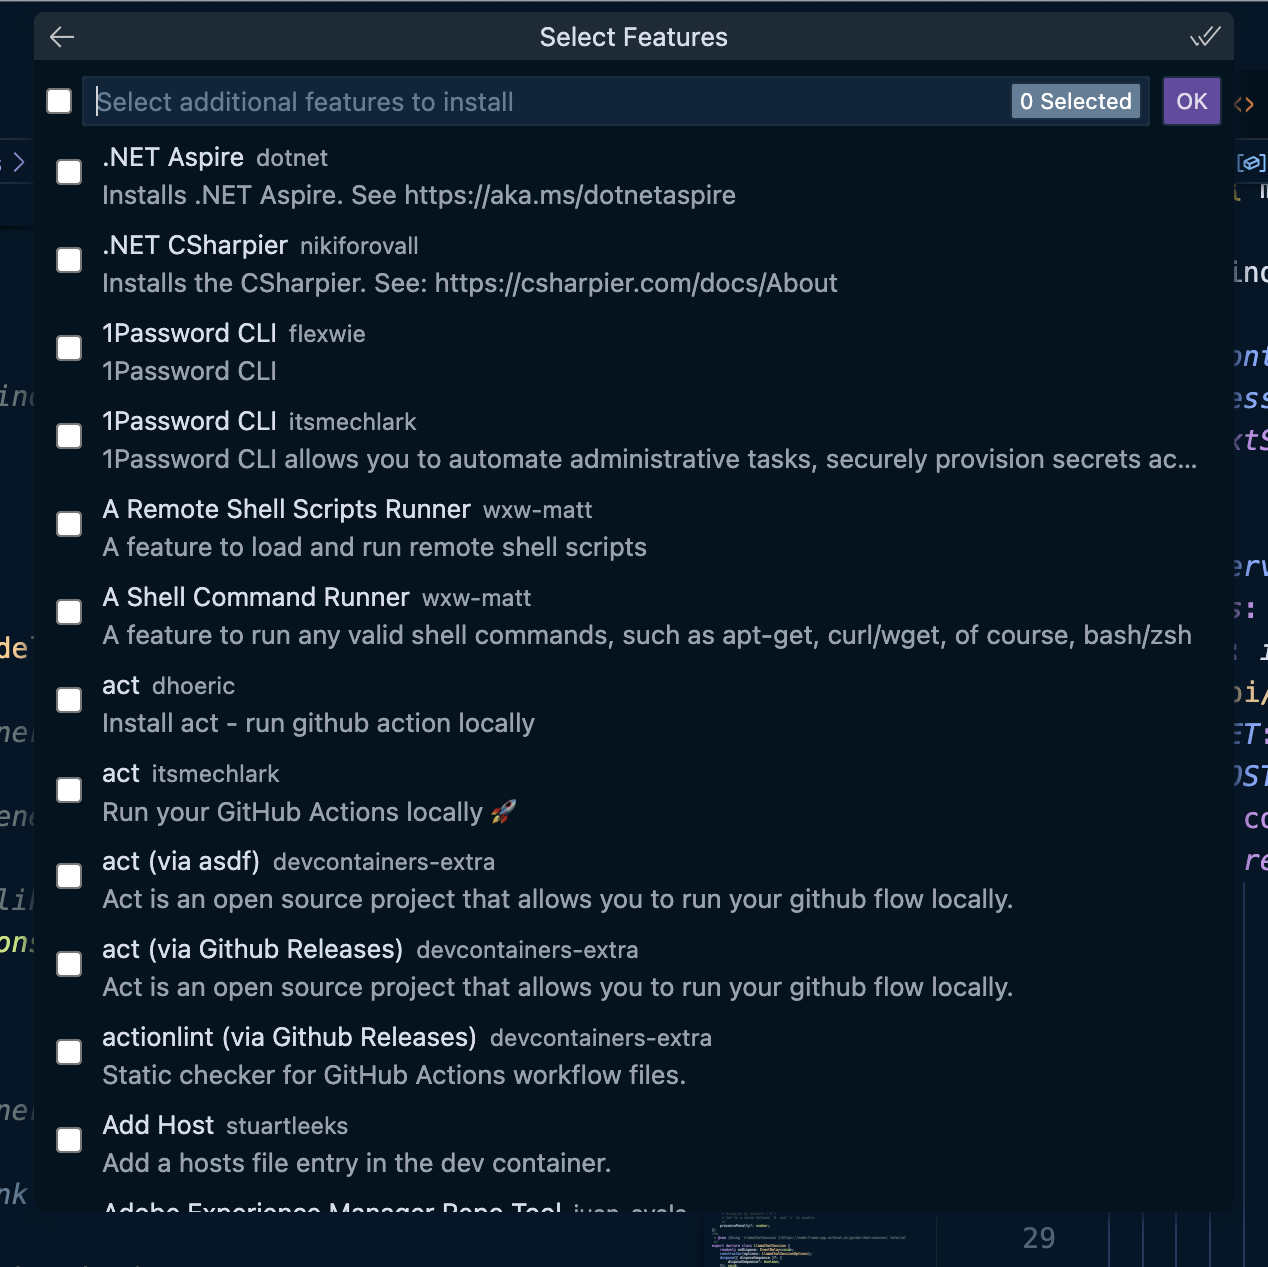 Select Features
Select additional features to install
0 Selected
OK
.NET Aspire dotnet
Installs .NET Aspire. See https://aka.ms/dotnetaspire
.NET CSharpier nikiforovall
Installs the CSharpier. See: https://csharpier.com/docs/About
1Password CLI flexwie
1Password CLI
1Password CLI itsmechlark
1Password CLI allows you to automate administrative tasks, securely provision secrets ac...
A Remote Shell Scripts Runner wxw-matt
A feature to load and run remote shell scripts
A Shell Command Runner wxw-matt
A feature to run any valid shell commands, such as apt-get, curl/wget, of course, bash/zsh
act dhoeric
Install act - run github action locally
act itsmechlark
Run your GitHub Actions locally 🚀
act (via asdf) devcontainers-extra
Act is an open source project that allows you to run your github flow locally.
act (via Github Releases) devcontainers-extra
Act is an open source project that allows you to run your github flow locally.
actionlint (via Github Releases) devcontainers-extra
Static checker for GitHub Actions workflow files.
Add Host stuartleeks
Add a hosts file entry in the dev container.
Adobe Experience Manager Repo Tool
29